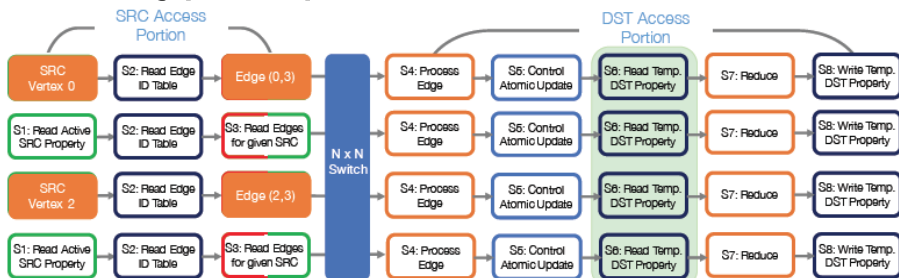 SRC Access
Portion
DST Access
Portion
SRC
Vertex 0
S2: Read Edge
ID Table
Edge (0,3)
S4: Process
Edge
S5: Control
Atomic Update
S6: Read Temp.
DST Property
S7: Reduce
S8: Write Temp.
DST Property
S1: Read Active
SRC Property
S2: Read Edge
ID Table
S3: Read Edges
for given SRC
N x N
Switch
S4: Process
Edge
S5: Control
Atomic Update
S6: Read Temp.
DST Property
S7: Reduce
S8: Write Temp.
DST Property
SRC
Vertex 2
S2: Read Edge
ID Table
Edge (2,3)
S4: Process
Edge
S5: Control
Atomic Update
S6: Read Temp.
DST Property
S7: Reduce
S8: Write Temp.
DST Property
S1: Read Active
SRC Property
S2: Read Edge
ID Table
S3: Read Edges
for given SRC
S4: Process
Edge
S5: Control
Atomic Update
S6: Read Temp.
DST Property
S7: Reduce
S8: Write Temp.
DST Property